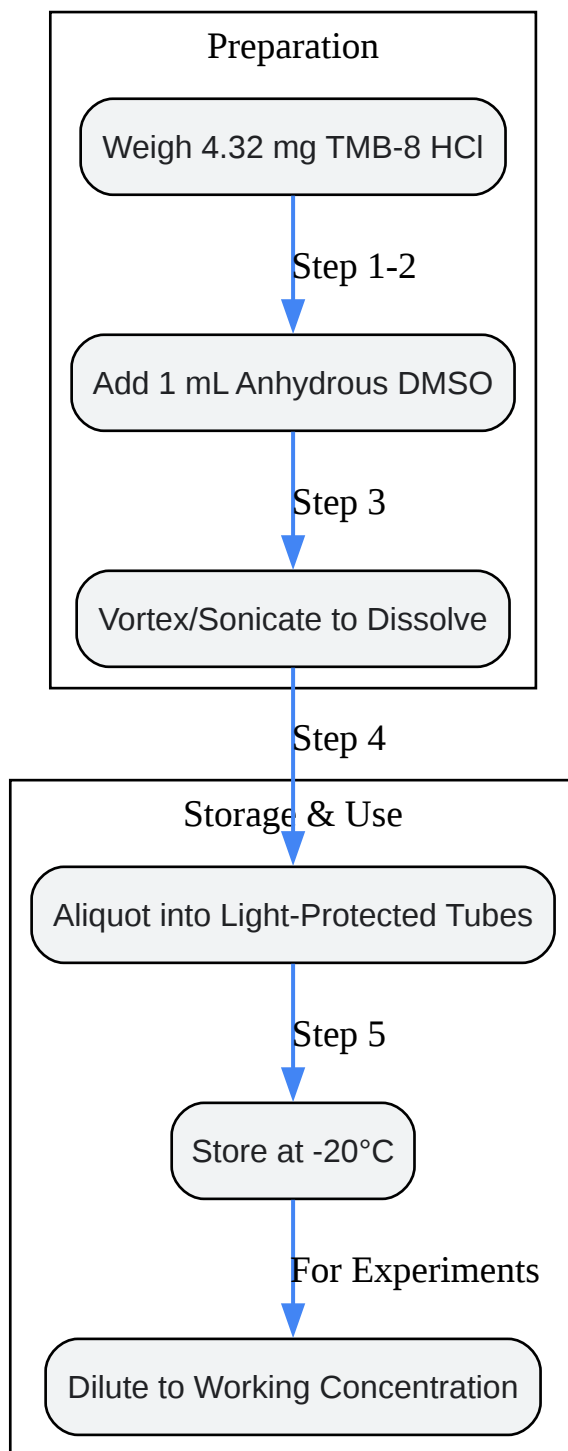 Preparation
Weigh 4.32 mg TMB-8 HCl
Step 1-2
Add 1 mL Anhydrous DMSO
Step 3
Vortex/Sonicate to Dissolve
Step 4
Storage & Use
Aliquot into Light-Protected Tubes
Step 5
Store at -20°C
For Experiments
Dilute to Working Concentration